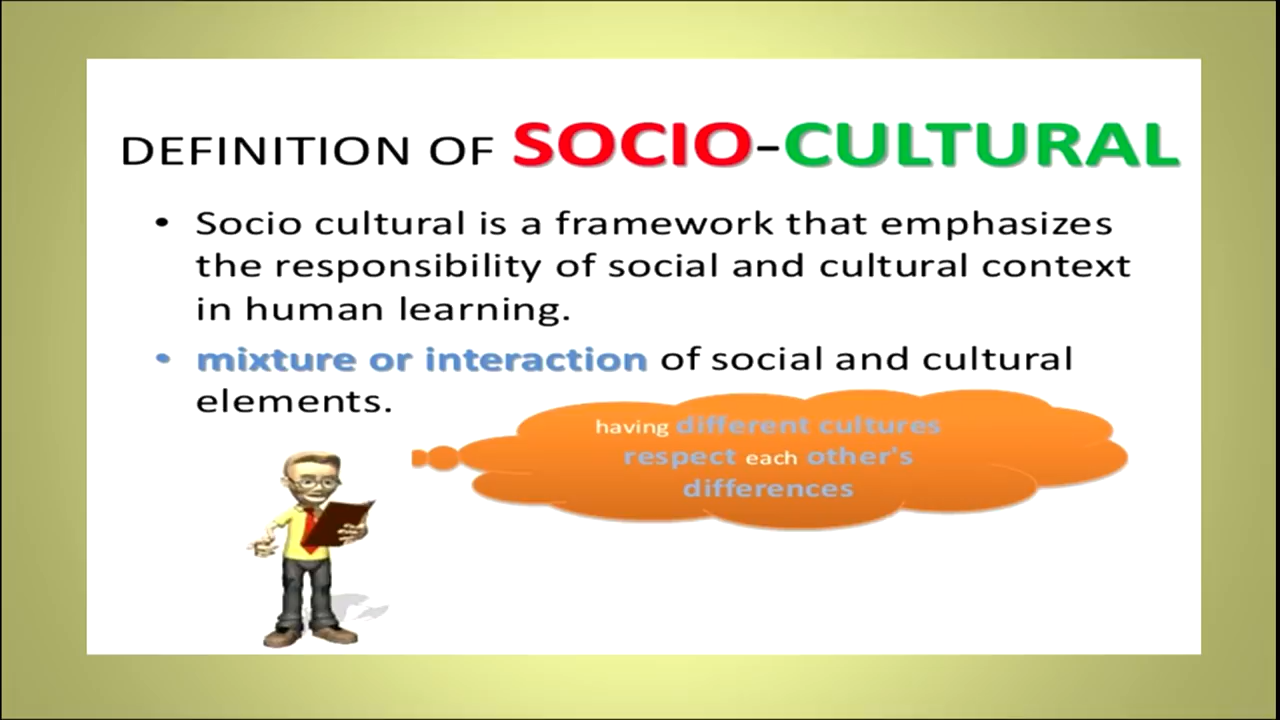 DEFINITION OF SOCIO-CULTURAL
• Socio cultural is a framework that emphasizes
the responsibility of social and cultural context
in human learning.
• mixture or interaction of social and cultural
elements.
having different cultures
respect each other's
differences